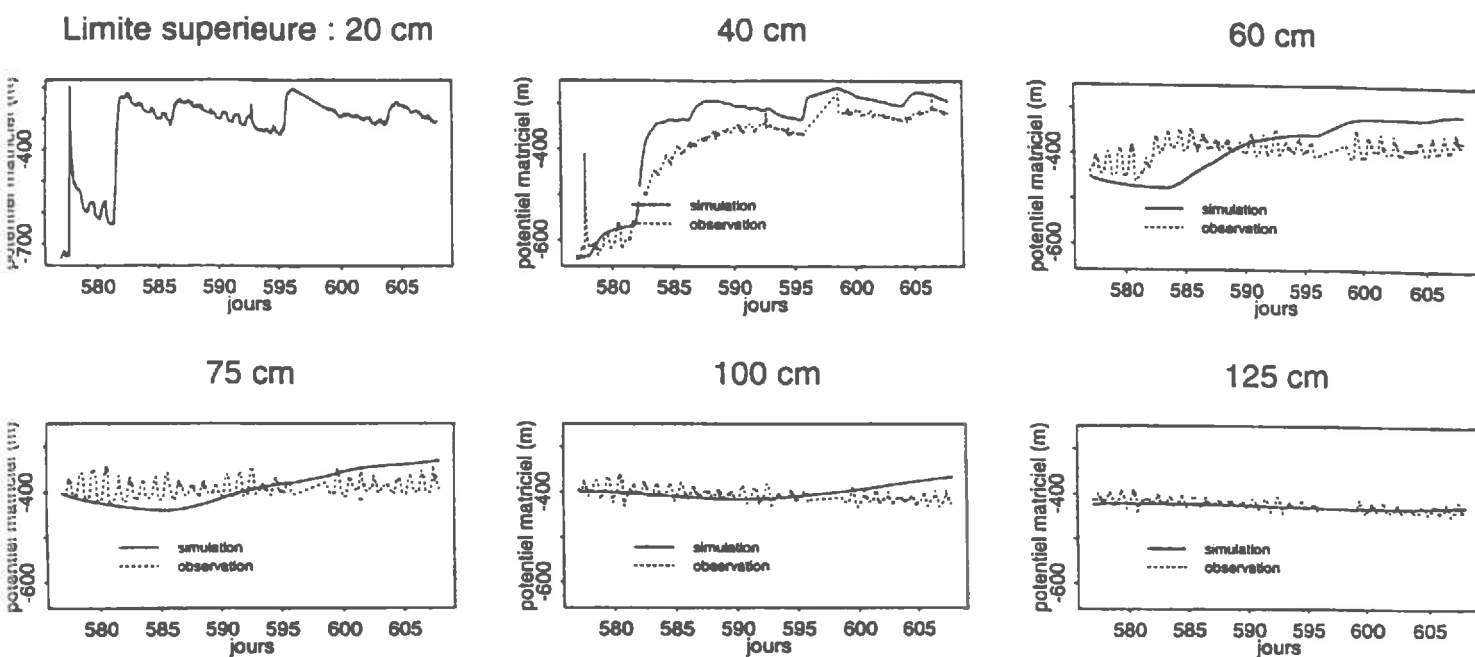 Limite superieure : 20 cm
potentiel matriciel (m)
-400
-700
580 585 590 595 600 605
jours
40 cm
potentiel matriciel (m)
-400
-600
simulation
observation
580 585 590 595 600 605
jours
60 cm
potentiel matriciel (m)
-400
-600
simulation
observation
580 585 590 595 600 605
jours
75 cm
potentiel matriciel (m)
-400
-600
simulation
observation
580 585 590 595 600 605
jours
100 cm
potentiel matriciel (m)
-400
-600
simulation
observation
580 585 590 595 600 605
jours
125 cm
potentiel matriciel (m)
-400
-600
simulation
observation
580 585 590 595 600 605
jours